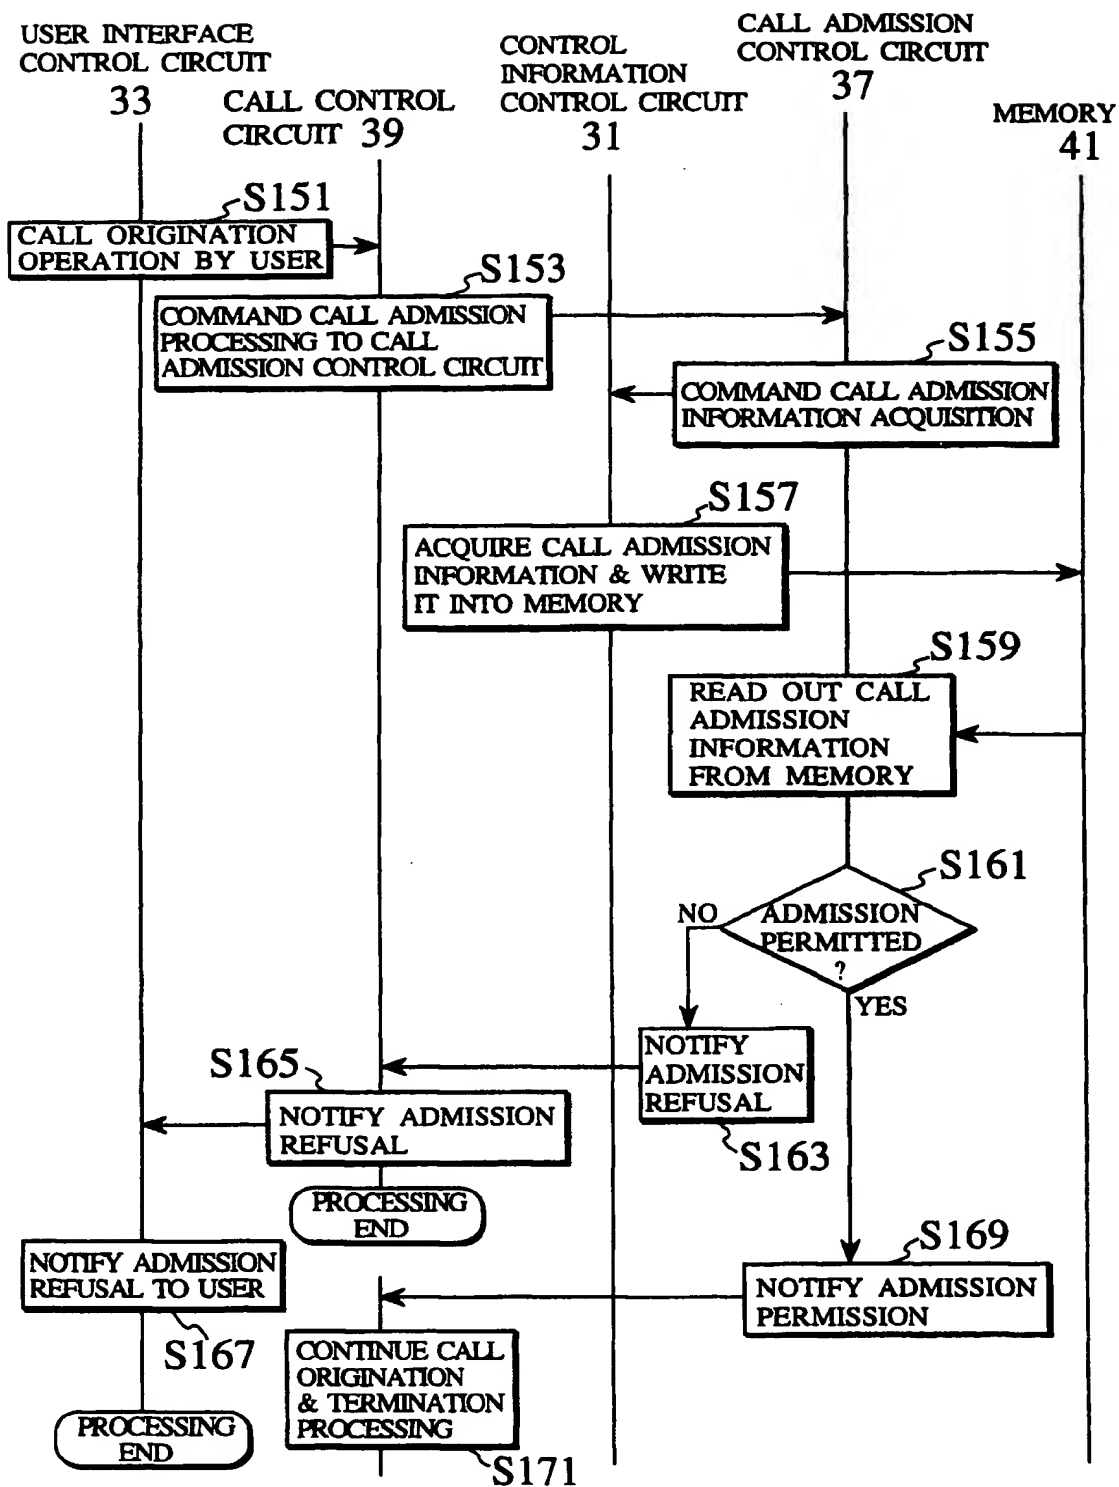 USER INTERFACE
CONTROL CIRCUIT
33
CALL CONTROL
CIRCUIT 39
CONTROL
INFORMATION
CONTROL CIRCUIT
31
CALL ADMISSION
CONTROL CIRCUIT
37
MEMORY
41
S151
CALL ORIGINATION
OPERATION BY USER
S153
COMMAND CALL ADMISSION
PROCESSING TO CALL
ADMISSION CONTROL CIRCUIT
S155
COMMAND CALL ADMISSION
INFORMATION ACQUISITION
S157
ACQUIRE CALL ADMISSION
INFORMATION & WRITE
IT INTO MEMORY
S159
READ OUT CALL
ADMISSION
INFORMATION
FROM MEMORY
S161
ADMISSION
PERMITTED
?
NO
YES
NOTIFY
ADMISSION
REFUSAL
S163
S165
NOTIFY ADMISSION
REFUSAL
PROCESSING
END
NOTIFY ADMISSION
REFUSAL TO USER
S167
PROCESSING
END
S169
NOTIFY ADMISSION
PERMISSION
CONTINUE CALL
ORIGINATION
& TERMINATION
PROCESSING
S171